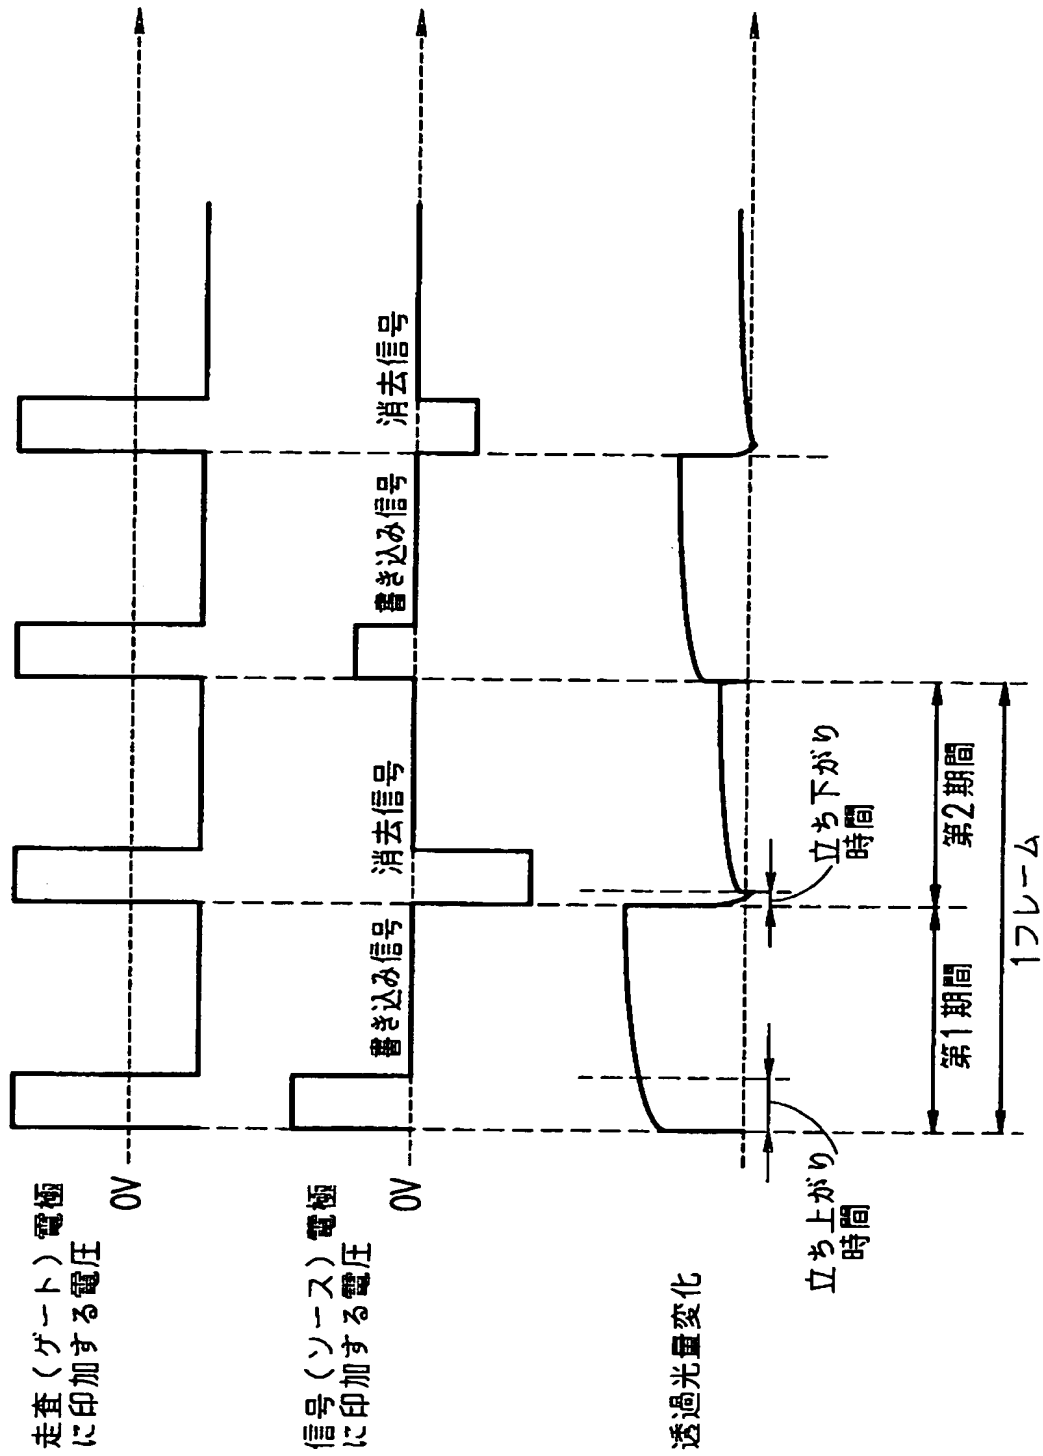 走査(ゲート)電極
に印加する電圧
0V
信号(ソース)電極
に印加する電圧
0V
書き込み信号
消去信号
書き込み信号
消去信号
透過光量変化
立ち上がり
時間
立ち下がり
時間
第1期間
第2期間
1フレーム